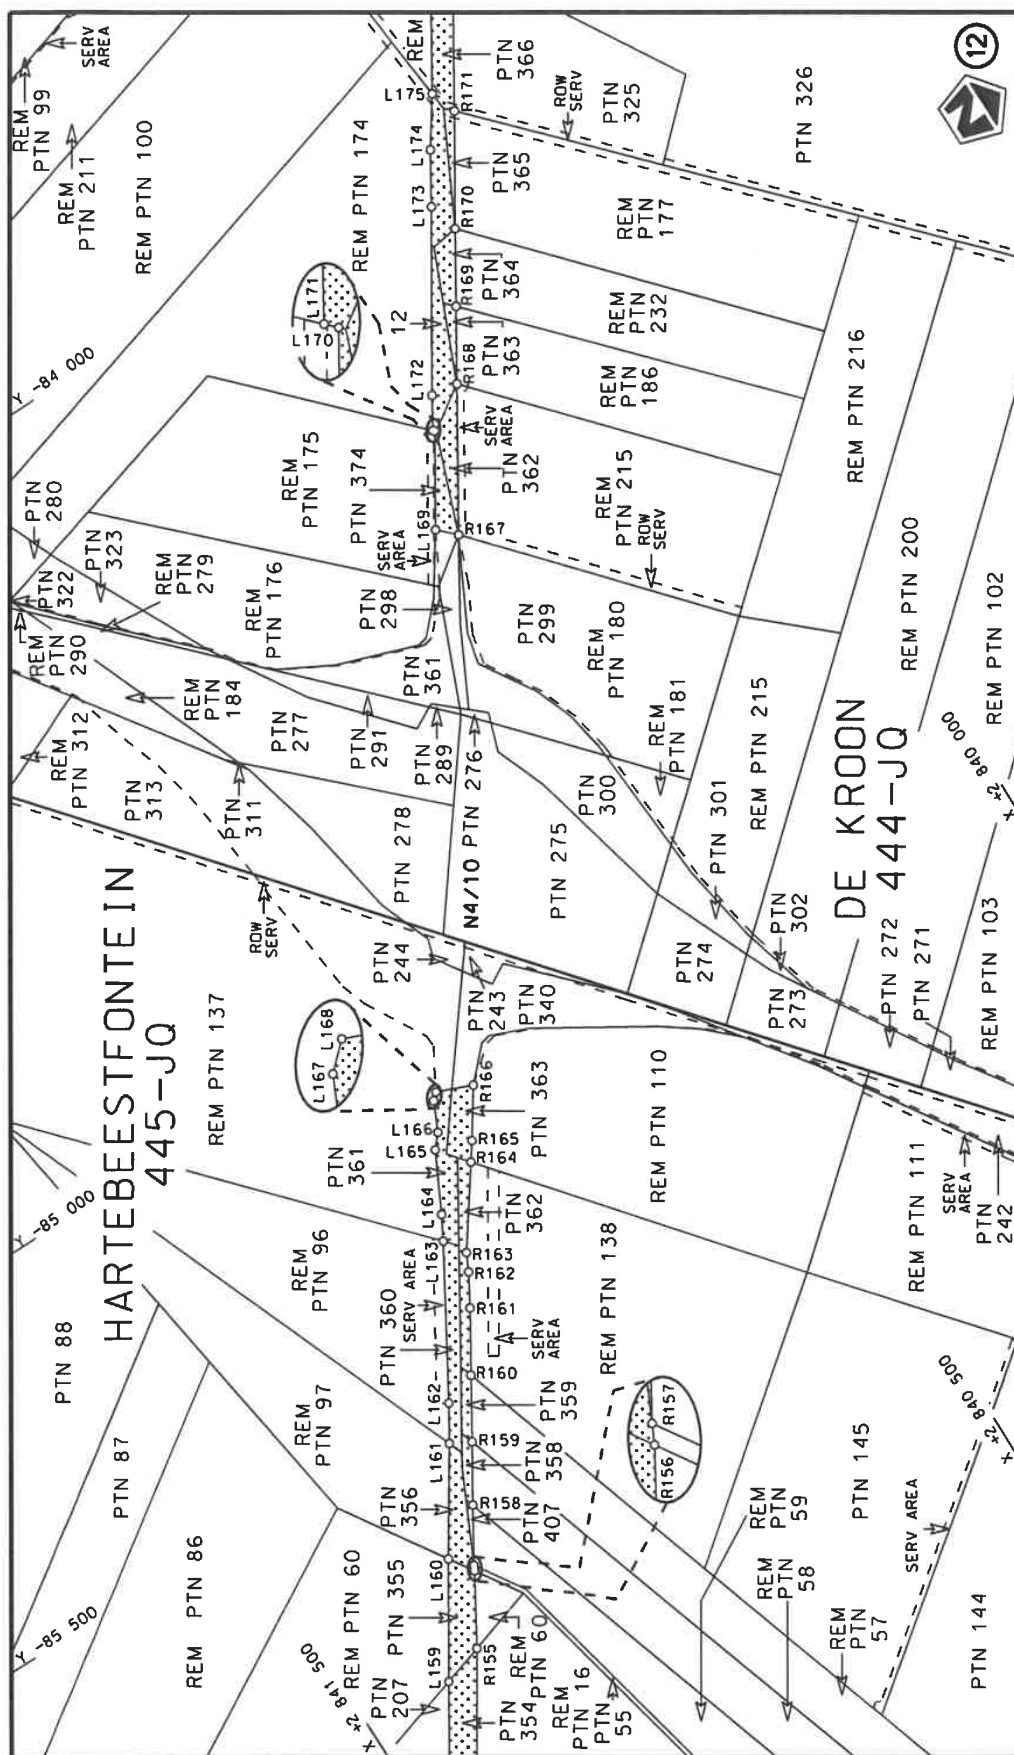 REM
PTN 99
SERV
AREA
REM
PTN 211
REM PTN 100
Y -84 000
PTN
280
PTN
323
PTN
322
REM
PTN
279
REM
PTN
290
REM
PTN
184
REM
PTN 312
PTN
313
PTN
311
PTN
277
PTN
291
REM
PTN 176
REM
PTN 175
PTN 374
SERV
AREA
PTN
298
PTN
361
PTN
289
PTN 278
ROW
SERV
PTN
244
HARTEBEESTFONTEIN
445-JQ
REM PTN 137
L167
L168
L170
L171
REM PTN 174
REM
L175
L174
L173
12
L172
L169
L166
L165
L164
L163
L162
L161
L160
L159
PTN
361
Y -85 000
PTN 88
REM
PTN 96
PTN 360
SERV AREA
REM
PTN 97
PTN 87
PTN
356
REM PTN 86
REM PTN 60
PTN 355
PTN
207
Y -85 500
X +2 841 500
N4/10
PTN 276
PTN
366
R171
PTN
365
R170
PTN
364
R169
PTN
363
R168
SERV
AREA
PTN
362
R167
ROW
SERV
PTN
325
PTN 326
12
REM
PTN
177
REM
PTN
232
REM
PTN
186
REM
PTN 215
ROW
SERV
REM PTN 216
REM PTN 200
REM PTN 102
PTN
299
REM
PTN 180
REM
PTN 181
REM PTN 215
PTN
300
PTN 301
PTN 275
PTN
302
DE KROON
444-JQ
X +2 840 000
PTN
274
PTN
273
PTN 272
PTN 271
REM PTN 103
PTN
243
PTN
340
R166
PTN 363
R165
R164
REM PTN 110
REM PTN 111
SERV
AREA
PTN
242
PTN
362
R163
R162
R161
SERV
AREA
R160
REM PTN 138
PTN
359
R159
PTN
358
R158
PTN
407
R157
R156
X +2 840 500
PTN 145
SERV AREA
REM
PTN
59
REM
PTN
58
REM
PTN
57
PTN 144
R155
REM
PTN 60
PTN
354
REM
PTN 16
PTN
55